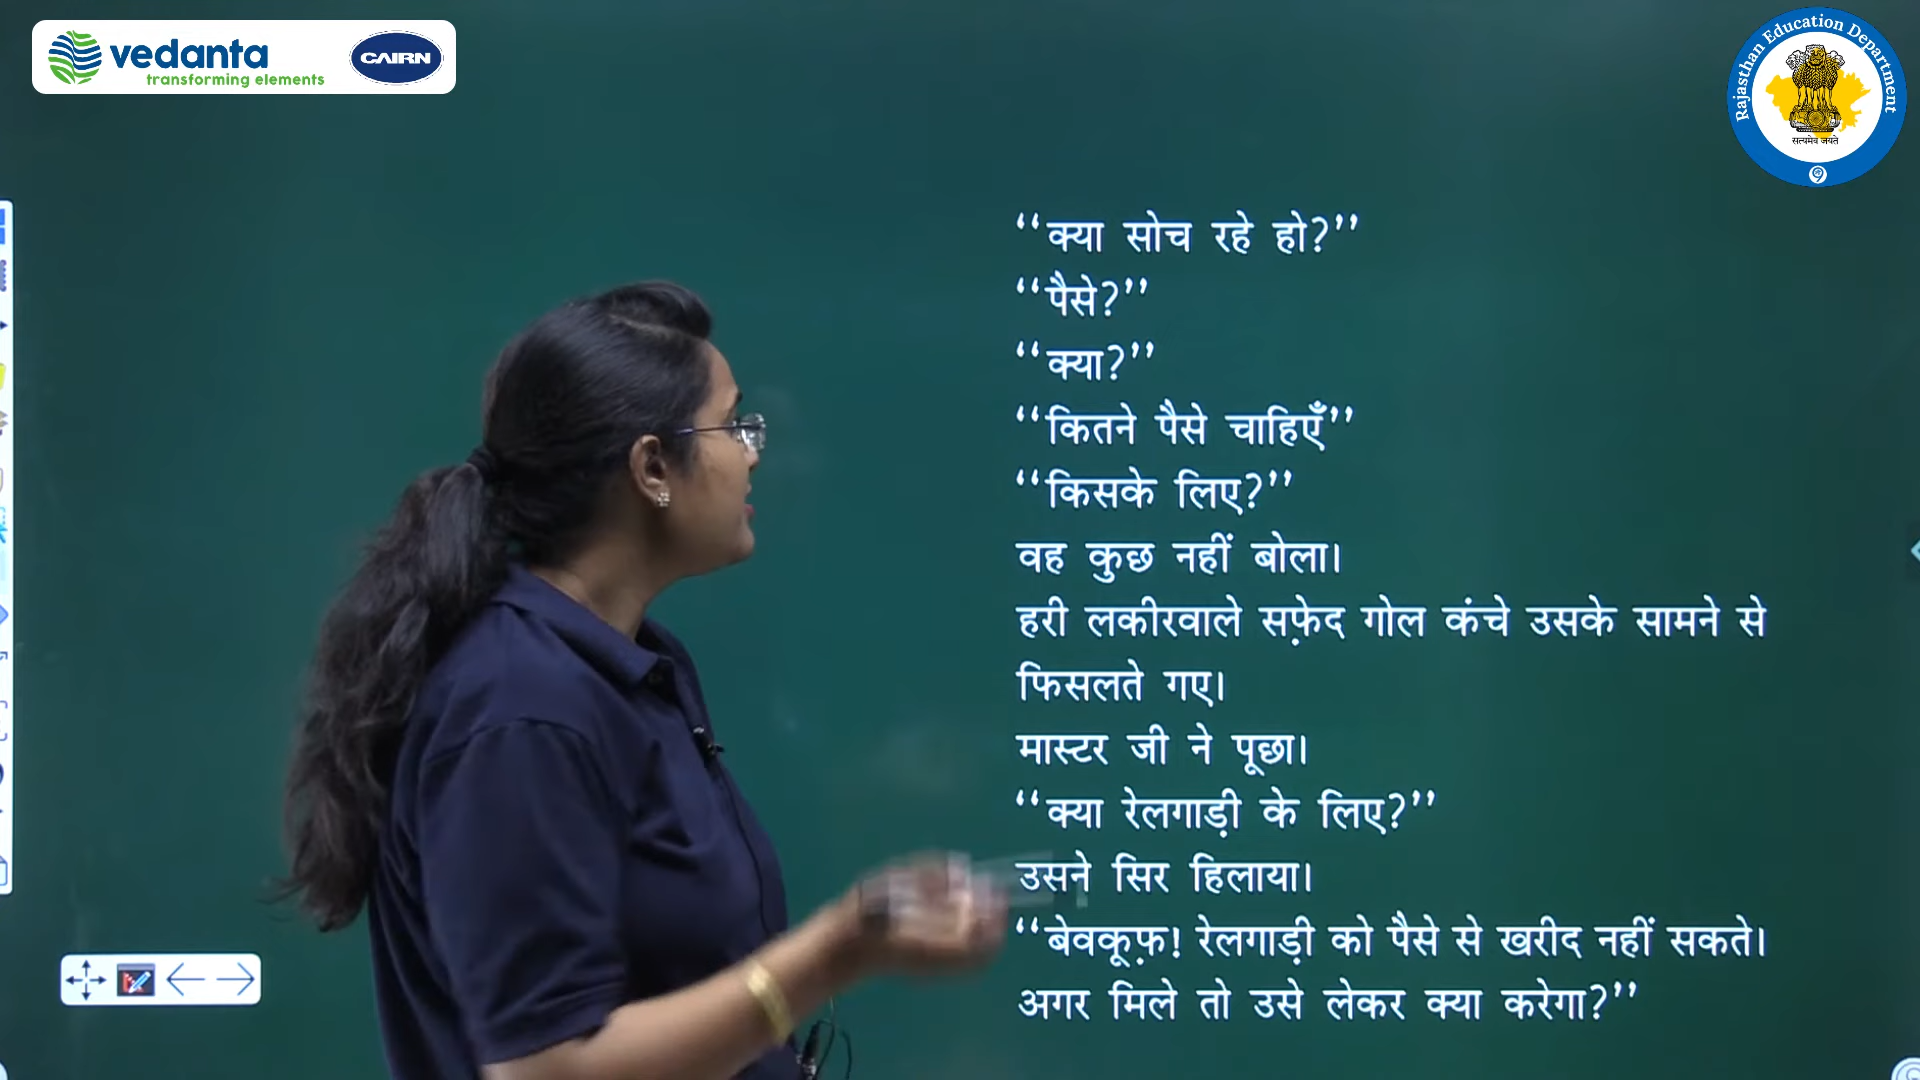 vedanta
transforming elements
CAIRN
Rajasthan Education Department
सत्यमेव जयते
‘‘क्या सोच रहे हो?’’
‘‘पैसे?’’
‘‘क्या?’’
‘‘कितने पैसे चाहिएँ’’
‘‘किसके लिए?’’
वह कुछ नहीं बोला।
हरी लकीरवाले सफ़ेद गोल कंचे उसके सामने से
फिसलते गए।
मास्टर जी ने पूछा।
‘‘क्या रेलगाड़ी के लिए?’’
उसने सिर हिलाया।
‘‘बेवकूफ़! रेलगाड़ी को पैसे से खरीद नहीं सकते।
अगर मिले तो उसे लेकर क्या करेगा?’’